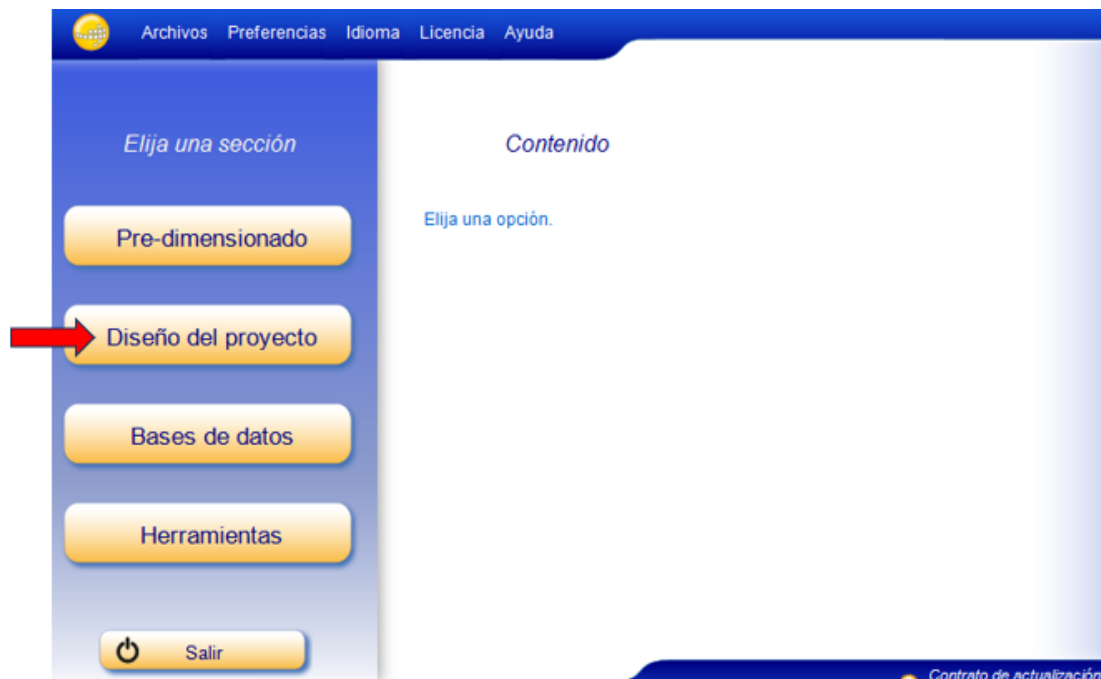 Archivos Preferencias Idioma Licencia Ayuda
Elija una sección
Contenido
Elija una opción.
Pre-dimensionado
Diseño del proyecto
Bases de datos
Herramientas
Salir
Contrato de actualización